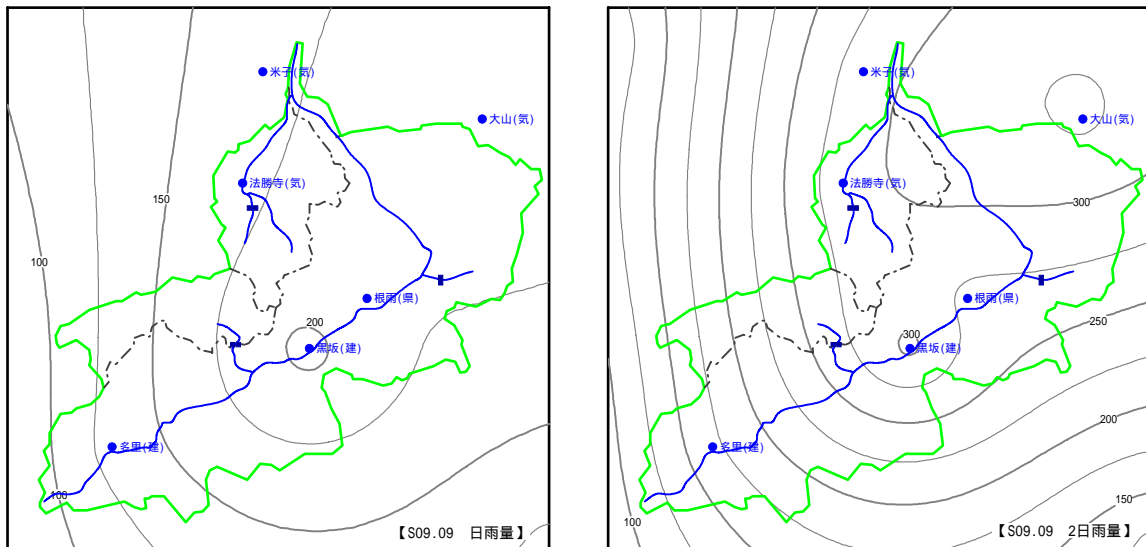 米子(気)
大山(気)
法勝寺(気)
150
100
根雨(県)
200
黒坂(建)
多里(建)
100
【S09.09 日雨量】
米子(気)
大山(気)
法勝寺(気)
300
根雨(県)
250
300
黒坂(建)
200
多里(建)
150
100
【S09.09 2日雨量】